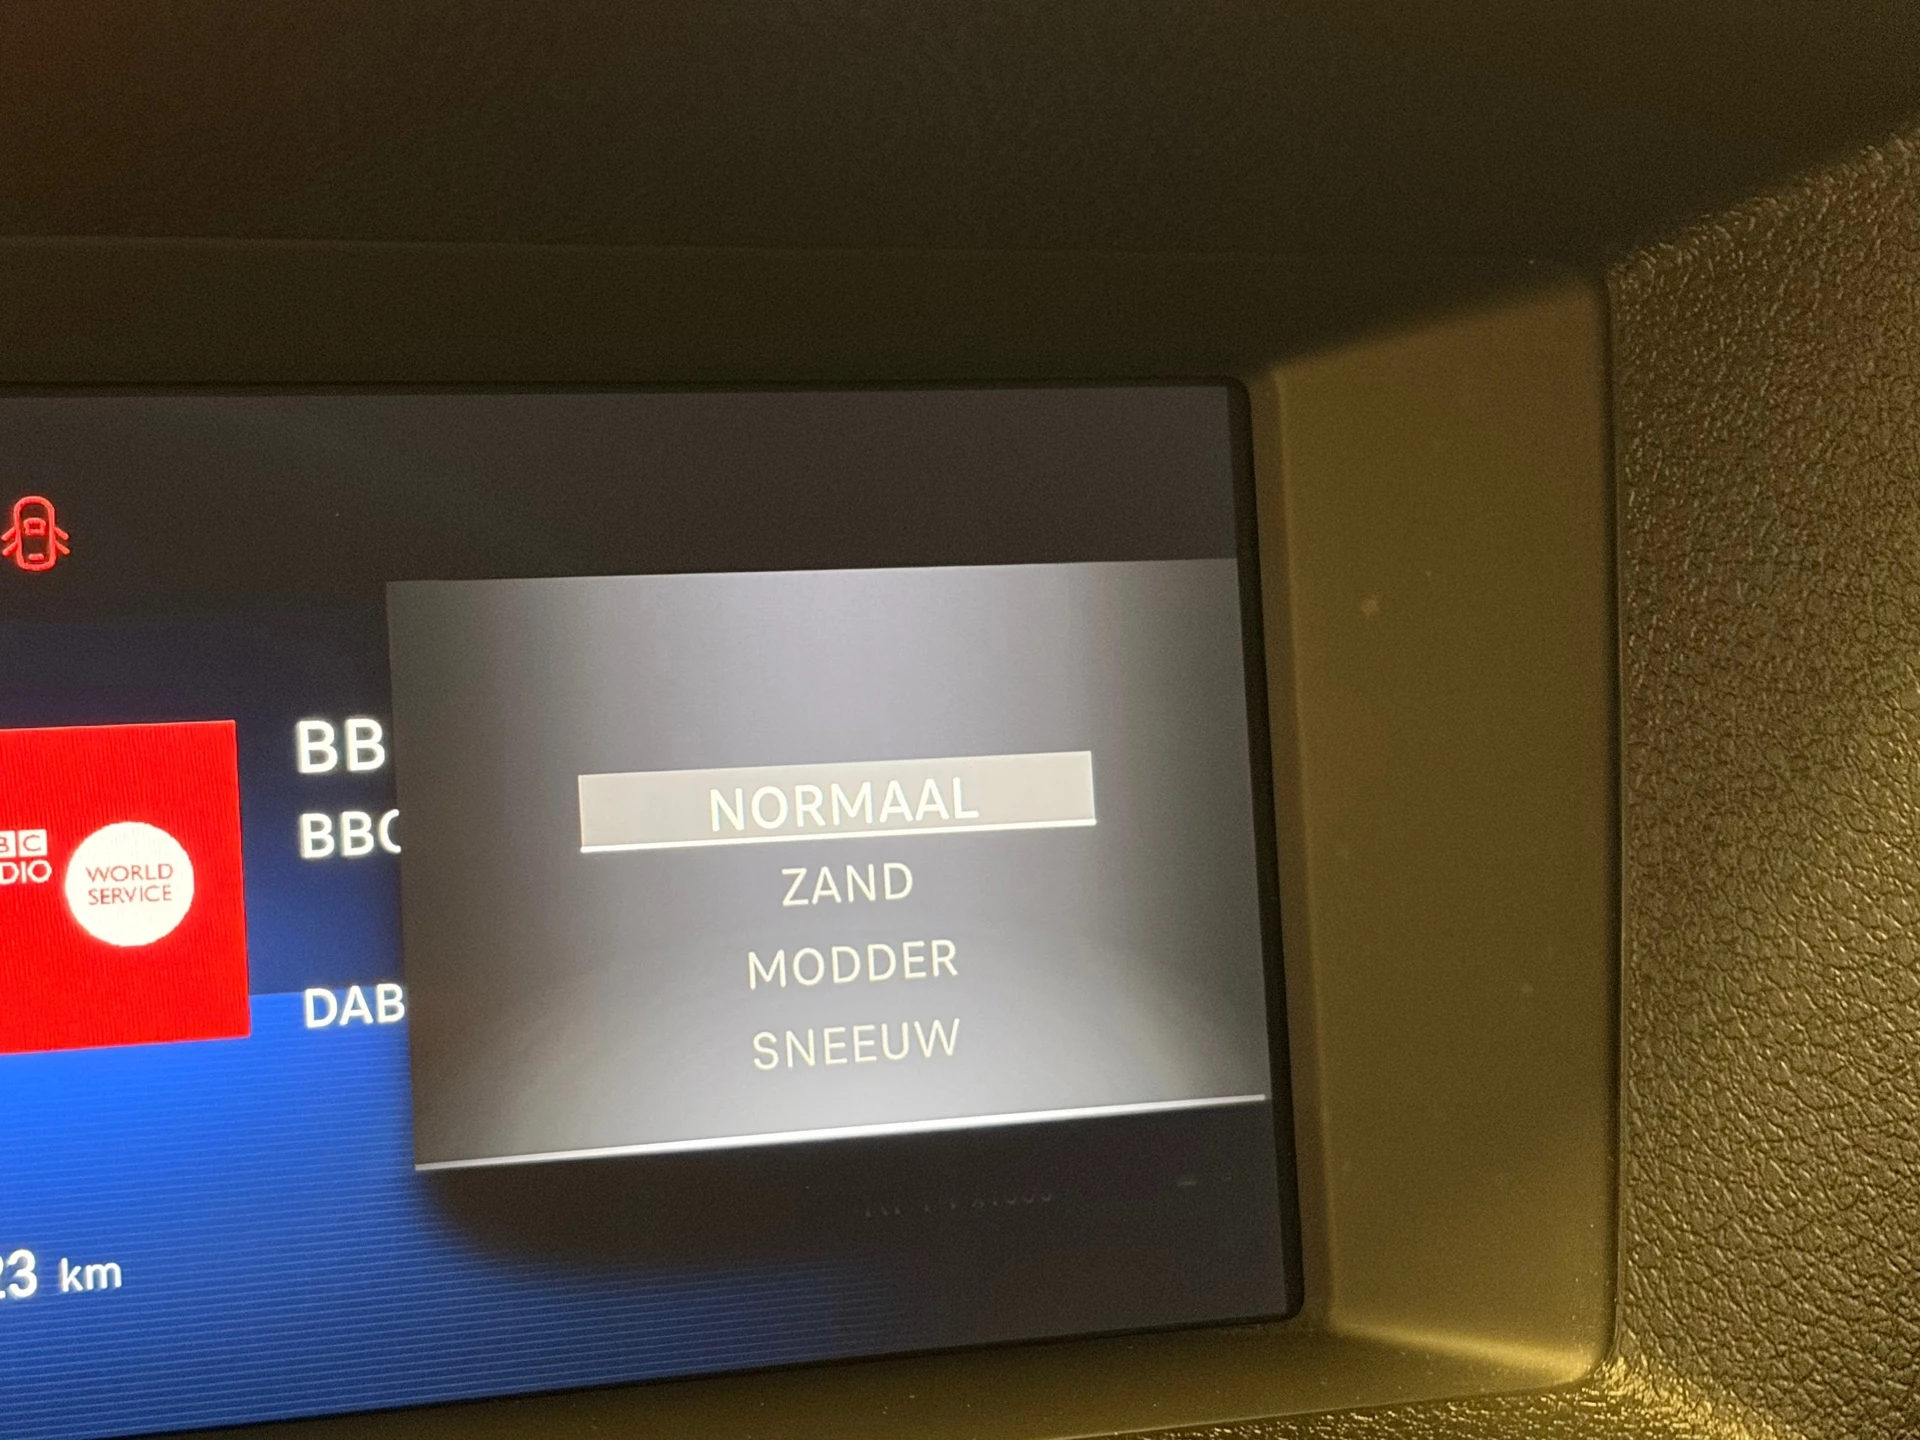 BB
BBC
BC
DIO
WORLD
SERVICE
DAB
23 km
NORMAAL
ZAND
MODDER
SNEEUW